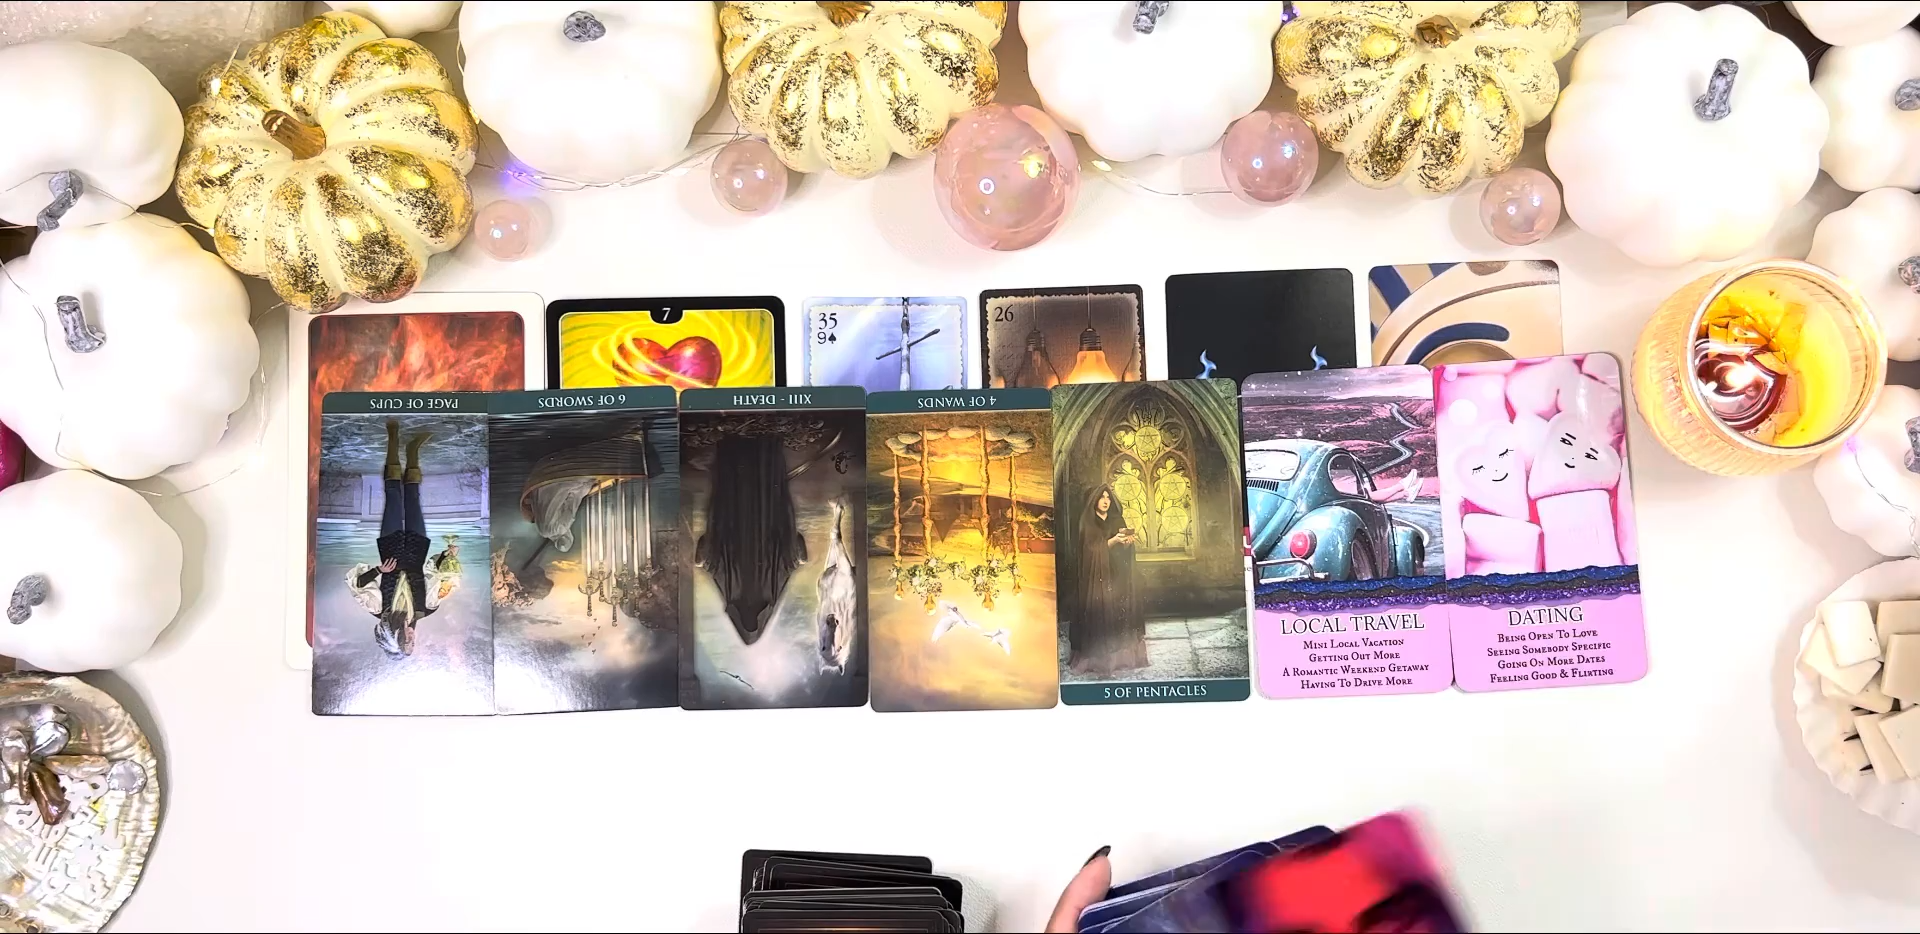 7
35
9♠
26
PAGE OF CUPS
6 OF SWORDS
XIII - DEATH
4 OF WANDS
5 OF PENTACLES
LOCAL TRAVEL
MINI LOCAL VACATION
GETTING OUT MORE
A ROMANTIC WEEKEND GETAWAY
HAVING TO DRIVE MORE
DATING
BEING OPEN TO LOVE
SEEING SOMEBODY SPECIFIC
GOING ON MORE DATES
FEELING GOOD & FLIRTING